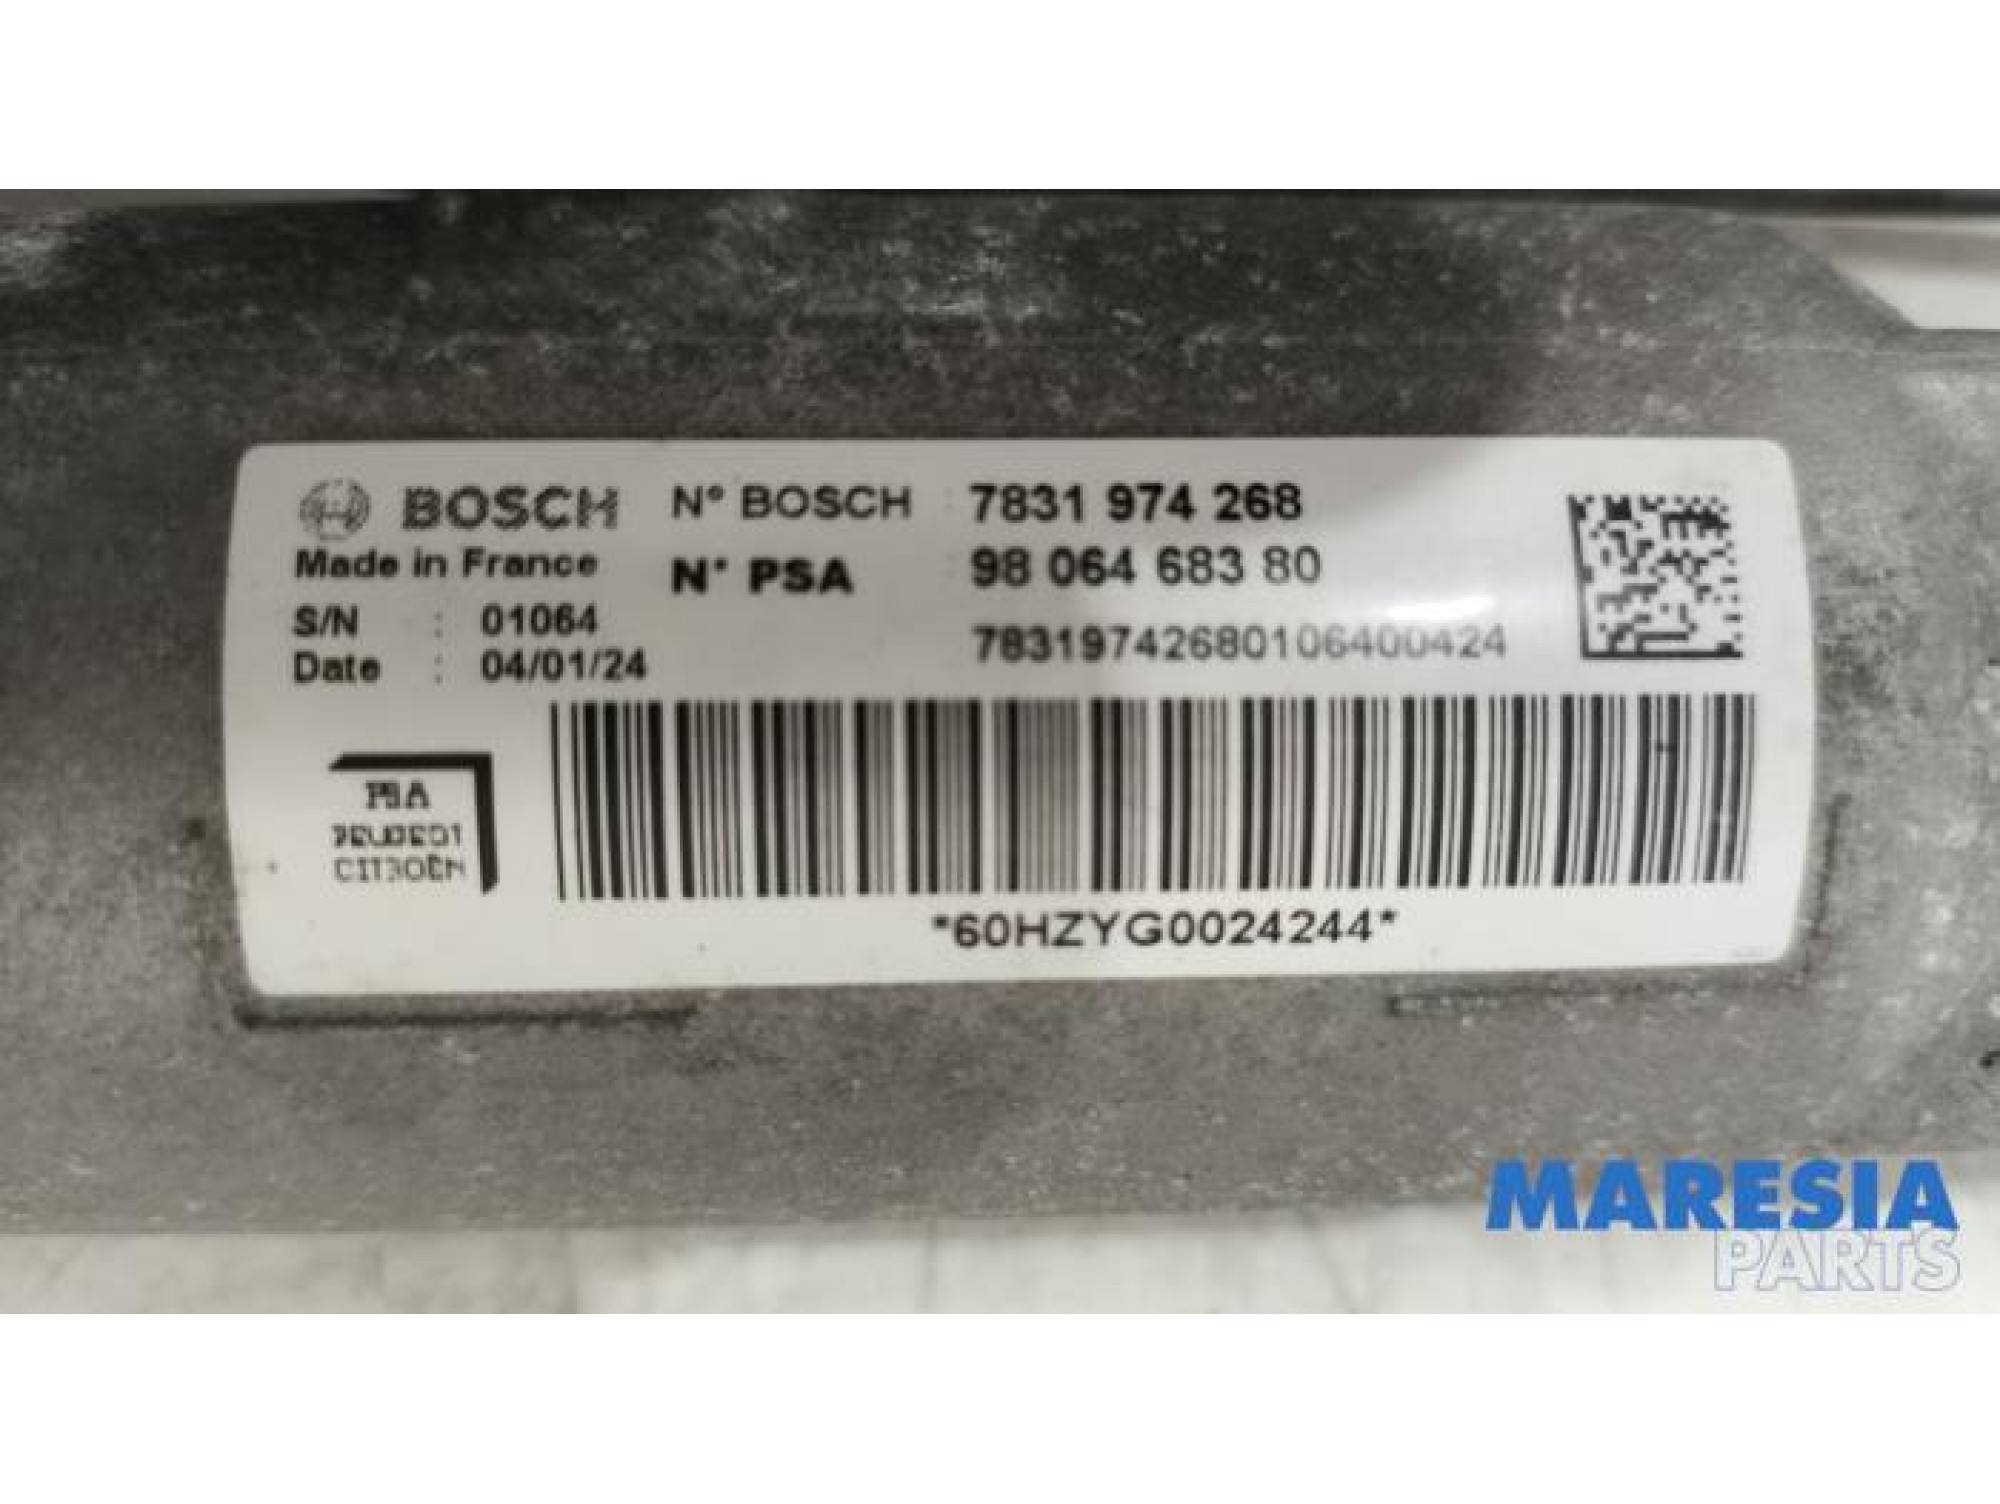 BOSCH N° BOSCH : 7831 974 268
Made in France N° PSA 98 064 683 80
S/N : 01064
78319742680106400424
Date : 04/01/24
PSA
PEUGEOT
CITROËN
*60HZYG0024244*
MARESIA
PARTS